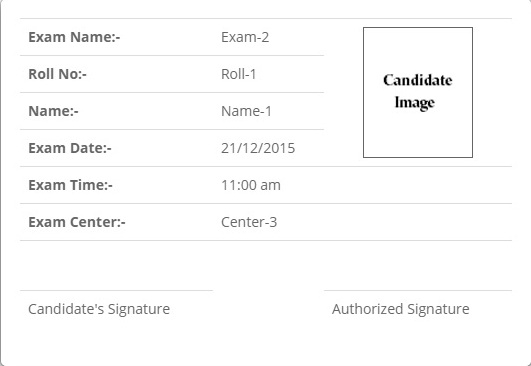 Exam Name:- Exam-2
Roll No:- Roll-1
Candidate
Image
Name:- Name-1
Exam Date:- 21/12/2015
Exam Time:- 11:00 am
Exam Center:- Center-3
Candidate's Signature Authorized Signature